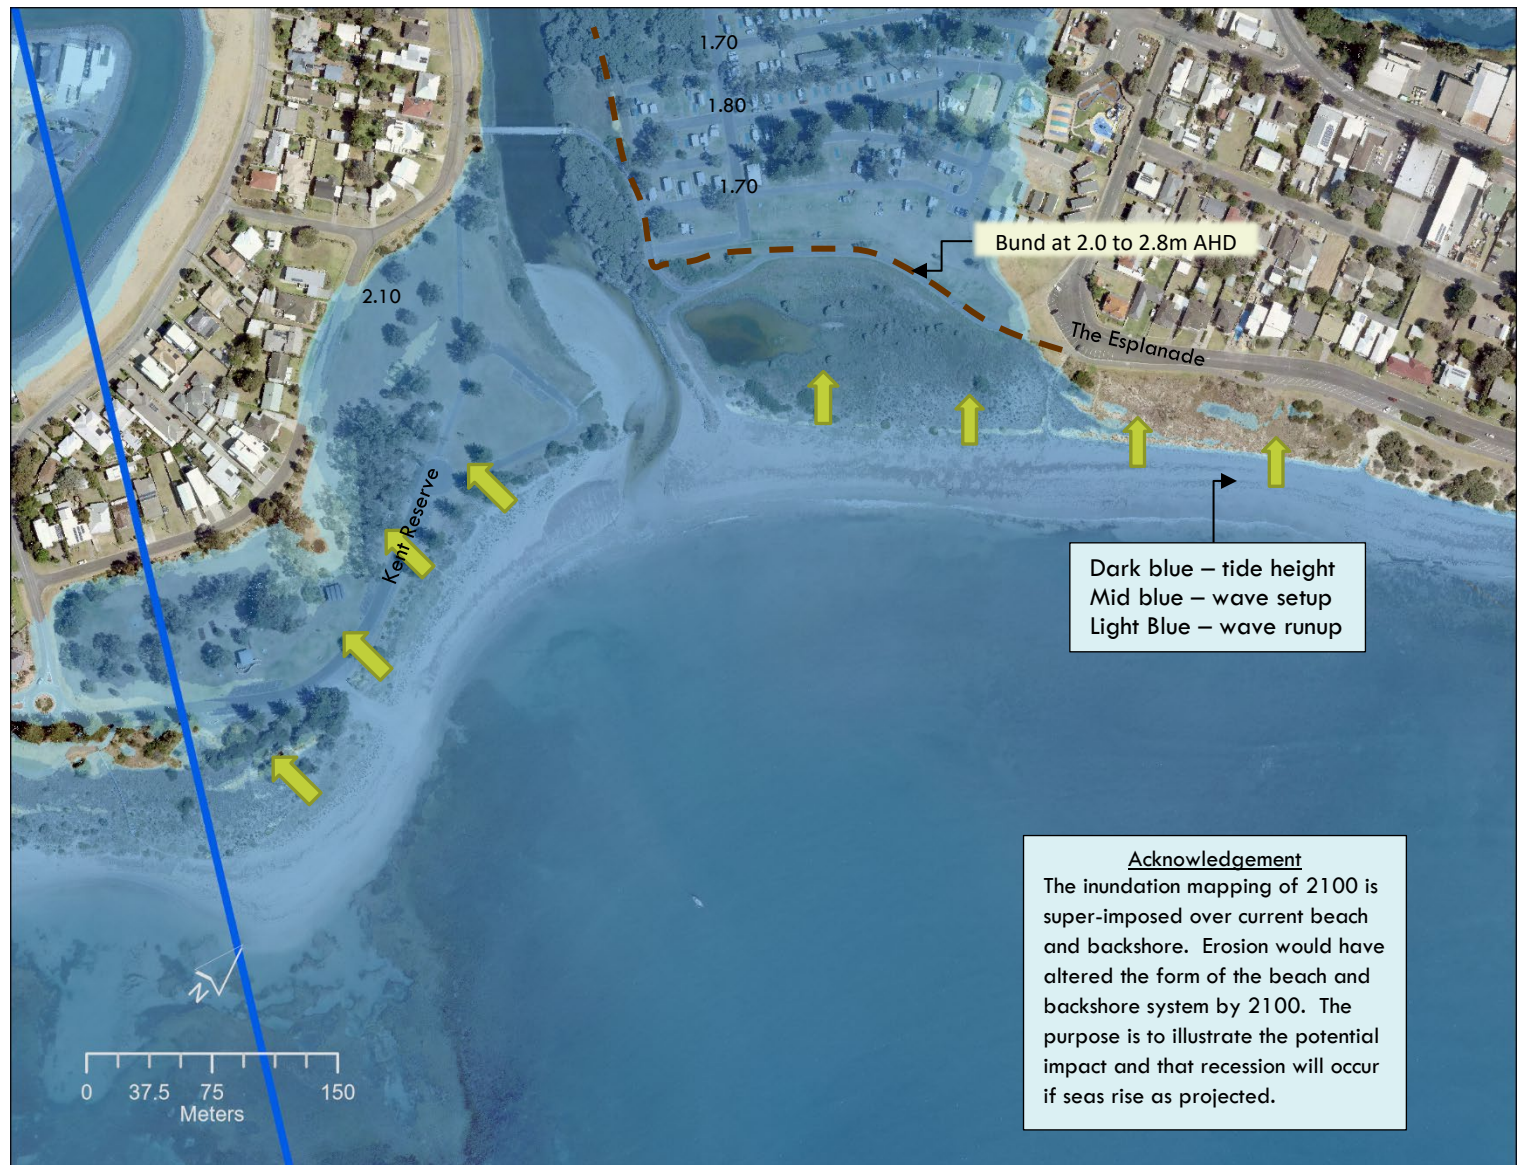 1.70
1.80
1.70
Bund at 2.0 to 2.8m AHD
2.10
The Esplanade
Kent Reserve
Dark blue – tide height
Mid blue – wave setup
Light Blue – wave runup
Acknowledgement
The inundation mapping of 2100 is
super-imposed over current beach
and backshore.  Erosion would have
altered the form of the beach and
backshore system by 2100.  The
purpose is to illustrate the potential
impact and that recession will occur
if seas rise as projected.
N
0 37.5 75 150
Meters